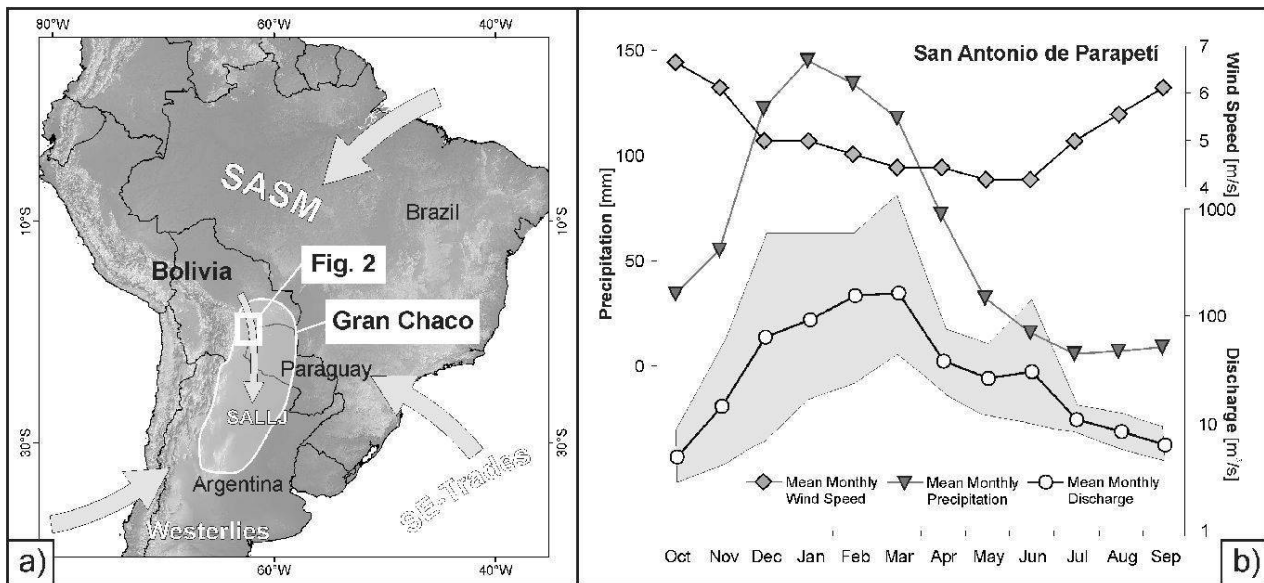 80°W
60°W
40°W
10°S
30°S
SASM
Brazil
Bolivia
Fig. 2
Gran Chaco
Paraguay
SALLJ
Argentina
SE-Trades
Westerlies
80°W
60°W
40°W
a)
San Antonio de Parapetí
150
100
50
0
Precipitation [mm]
7
6
5
4
Wind Speed [m/s]
1000
100
10
1
Discharge [m³/s]
Mean Monthly Wind Speed
Mean Monthly Precipitation
Mean Monthly Discharge
Oct Nov Dec Jan Feb Mar Apr May Jun Jul Aug Sep
b)